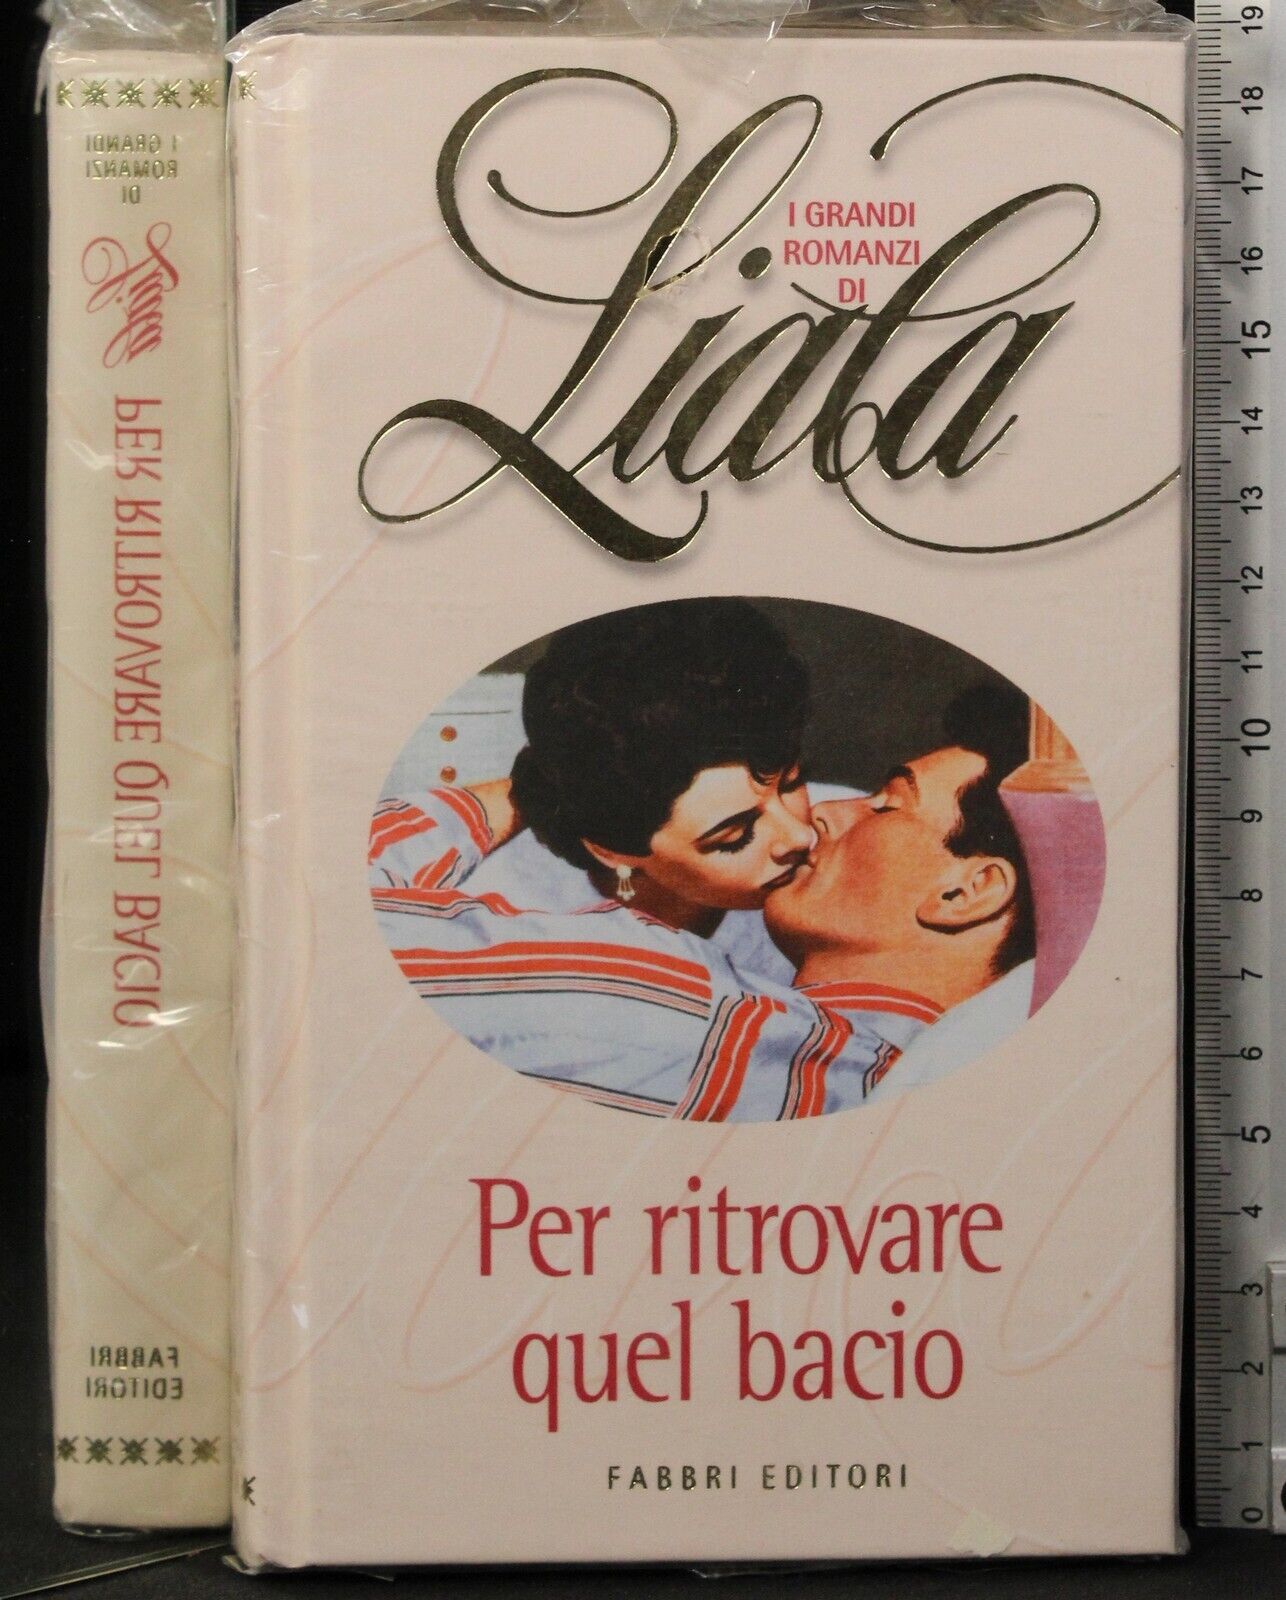 I GRANDI
ROMANZI
DI
Liala
Per ritrovare
quel bacio
FABBRI EDITORI
I GRANDI
ROMANZI
DI
Liala
PER RITROVARE QUEL BACIO
FABBRI
EDITORI
19
18
17
16
15
14
13
12
11
10
9
8
7
6
5
4
3
2
1
0